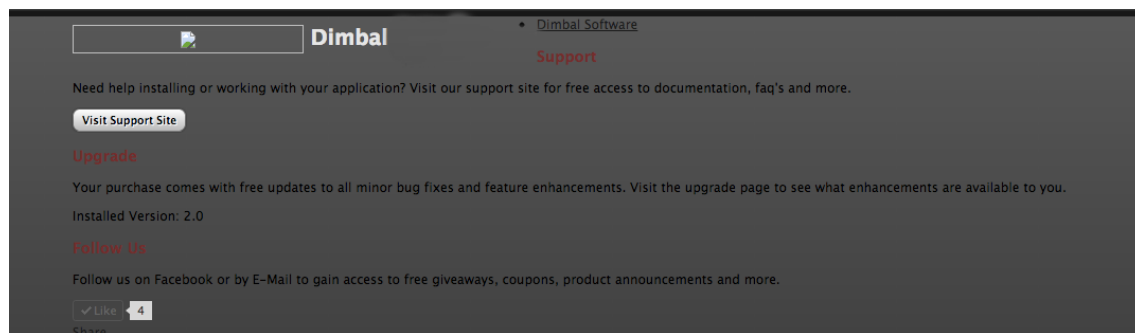 Dimbal
• Dimbal Software
Support
Need help installing or working with your application? Visit our support site for free access to documentation, faq's and more.
Visit Support Site
Upgrade
Your purchase comes with free updates to all minor bug fixes and feature enhancements. Visit the upgrade page to see what enhancements are available to you.
Installed Version: 2.0
Follow Us
Follow us on Facebook or by E-Mail to gain access to free giveaways, coupons, product announcements and more.
Like 4
Share